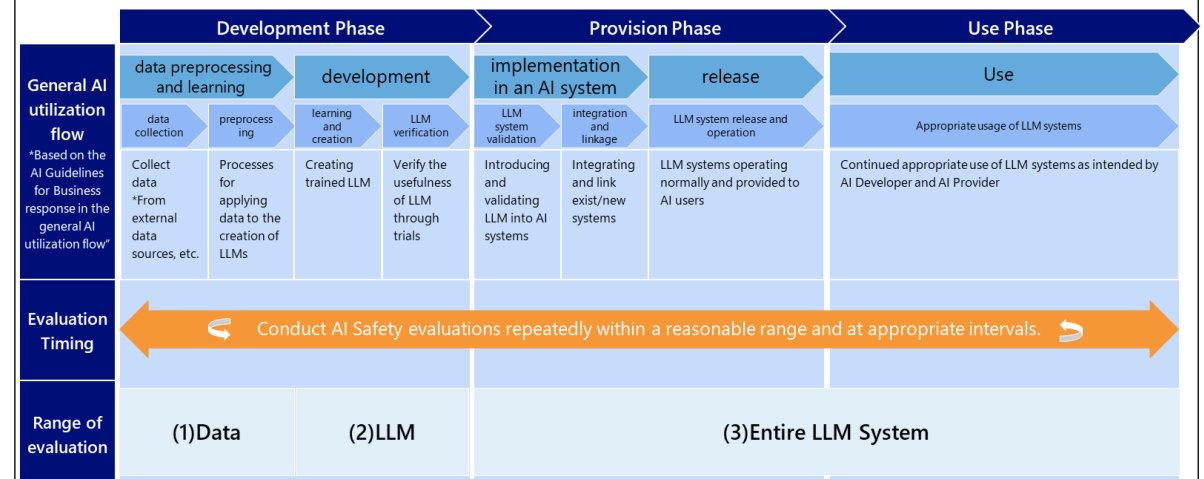 Development Phase
Provision Phase
Use Phase
General AI
utilization
flow
*Based on the
AI Guidelines
for Business
response in the
general AI
utilization flow"
data preprocessing
and learning
development
implementation
in an AI system
release
Use
data
collection
preprocess
ing
learning
and
creation
LLM
verification
LLM
system
validation
integration
and
linkage
LLM system release and
operation
Appropriate usage of LLM systems
Collect
data
*From
external
data
sources, etc.
Processes
for
applying
data to the
creation of
LLMs
Creating
trained LLM
Verify the
usefulness
of LLM
through
trials
Introducing
and
validating
LLM into AI
systems
Integrating
and link
exist/new
systems
LLM systems operating
normally and provided to
AI users
Continued appropriate use of LLM systems as intended by
AI Developer and AI Provider
Evaluation
Timing
Conduct AI Safety evaluations repeatedly within a reasonable range and at appropriate intervals.
Range of
evaluation
(1)Data
(2)LLM
(3)Entire LLM System